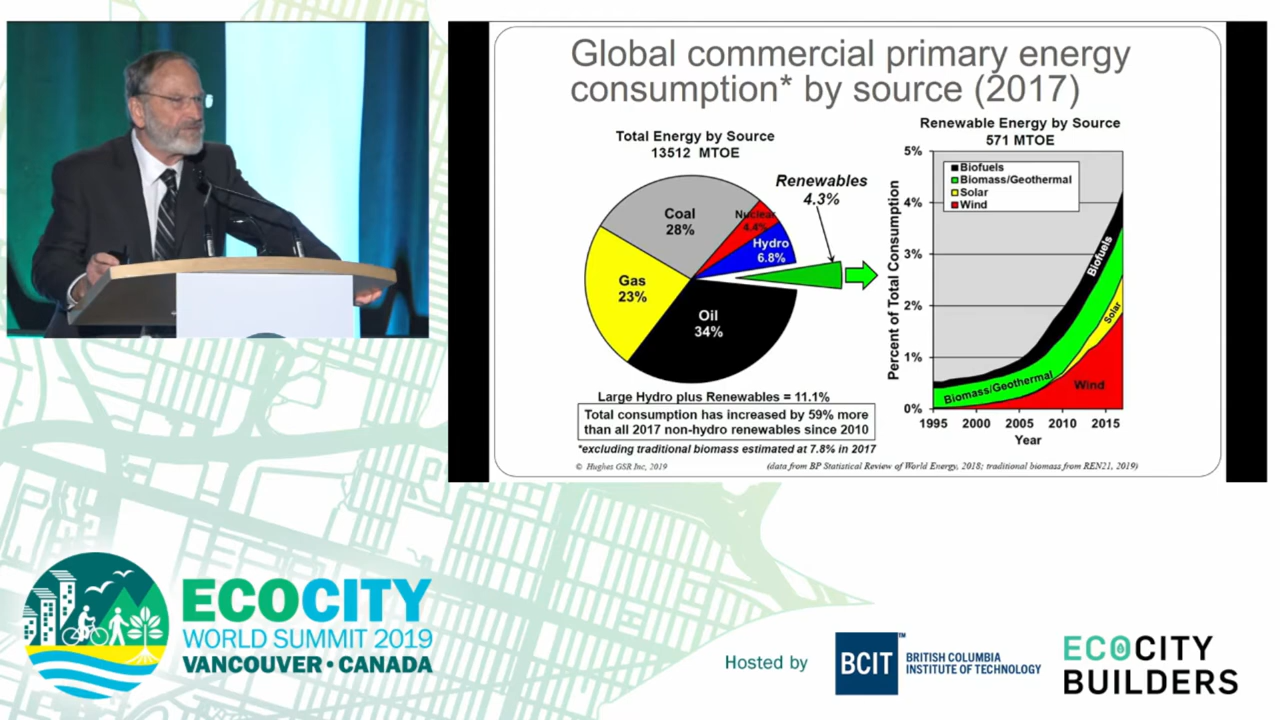 Global commercial primary energy
consumption* by source (2017)
Total Energy by Source
13512 MTOE
Renewables
4.3%
Coal
28%
Nuclear
4.4%
Hydro
6.8%
Gas
23%
Oil
34%
Large Hydro plus Renewables = 11.1%
Total consumption has increased by 59% more
than all 2017 non-hydro renewables since 2010
*excluding traditional biomass estimated at 7.8% in 2017
Renewable Energy by Source
571 MTOE
Percent of Total Consumption
5%
4%
3%
2%
1%
0%
Biofuels
Biomass/Geothermal
Solar
Wind
Biofuels
Solar
Biomass/Geothermal
Wind
1995 2000 2005 2010 2015
Year
© Hughes GSR Inc, 2019
(data from BP Statistical Review of World Energy, 2018; traditional biomass from REN21, 2019)
ECOCITY
WORLD SUMMIT 2019
VANCOUVER • CANADA
Hosted by
BCIT™
BRITISH COLUMBIA
INSTITUTE OF TECHNOLOGY
ECOCITY
BUILDERS